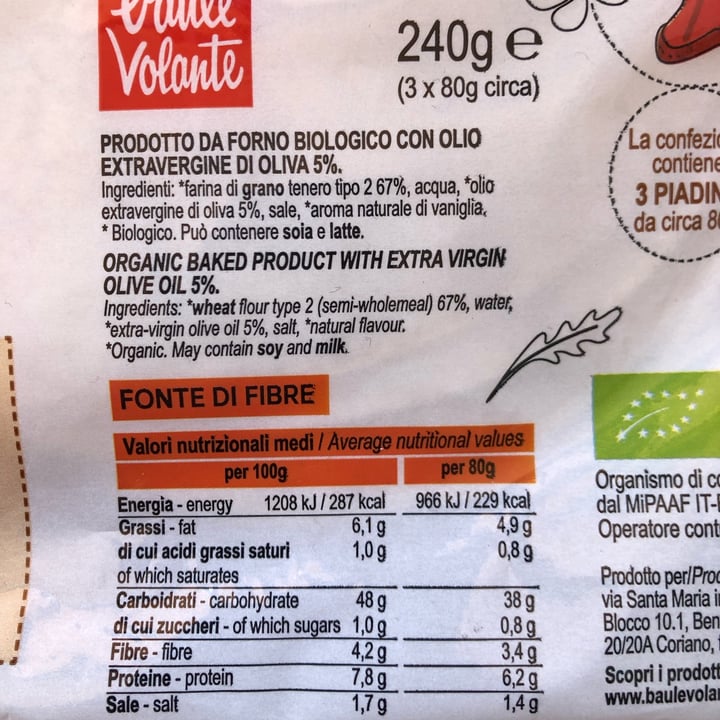 Volante
240g e
(3 x 80g circa)
PRODOTTO DA FORNO BIOLOGICO CON OLIO
EXTRAVERGINE DI OLIVA 5%.
Ingredienti: *farina di grano tenero tipo 2 67%, acqua, *olio
extravergine di oliva 5%, sale, *aroma naturale di vaniglia.
* Biologico. Può contenere soia e latte.
ORGANIC BAKED PRODUCT WITH EXTRA VIRGIN
OLIVE OIL 5%.
Ingredients: *wheat flour type 2 (semi-wholemeal) 67%, water,
*extra-virgin olive oil 5%, salt, *natural flavour.
*Organic. May contain soy and milk.
La confezio
contiene
3 PIADIN
da circa 80
FONTE DI FIBRE
Valori nutrizionali medi / Average nutritional values
per 100g per 80g
Energia - energy 1208 kJ / 287 kcal 966 kJ / 229 kcal
Grassi - fat 6,1 g 4,9 g
di cui acidi grassi saturi 1,0 g 0,8 g
of which saturates
Carboidrati - carbohydrate 48 g 38 g
di cui zuccheri - of which sugars 1,0 g 0,8 g
Fibre - fibre 4,2 g 3,4 g
Proteine - protein 7,8 g 6,2 g
Sale - salt 1,7 g 1,4 g
Organismo di co
dal MiPAAF IT-
Operatore cont
Prodotto per/Proc
via Santa Maria i
Blocco 10.1, Ben
20/20A Coriano,
Scopri i prodott
www.baulevola